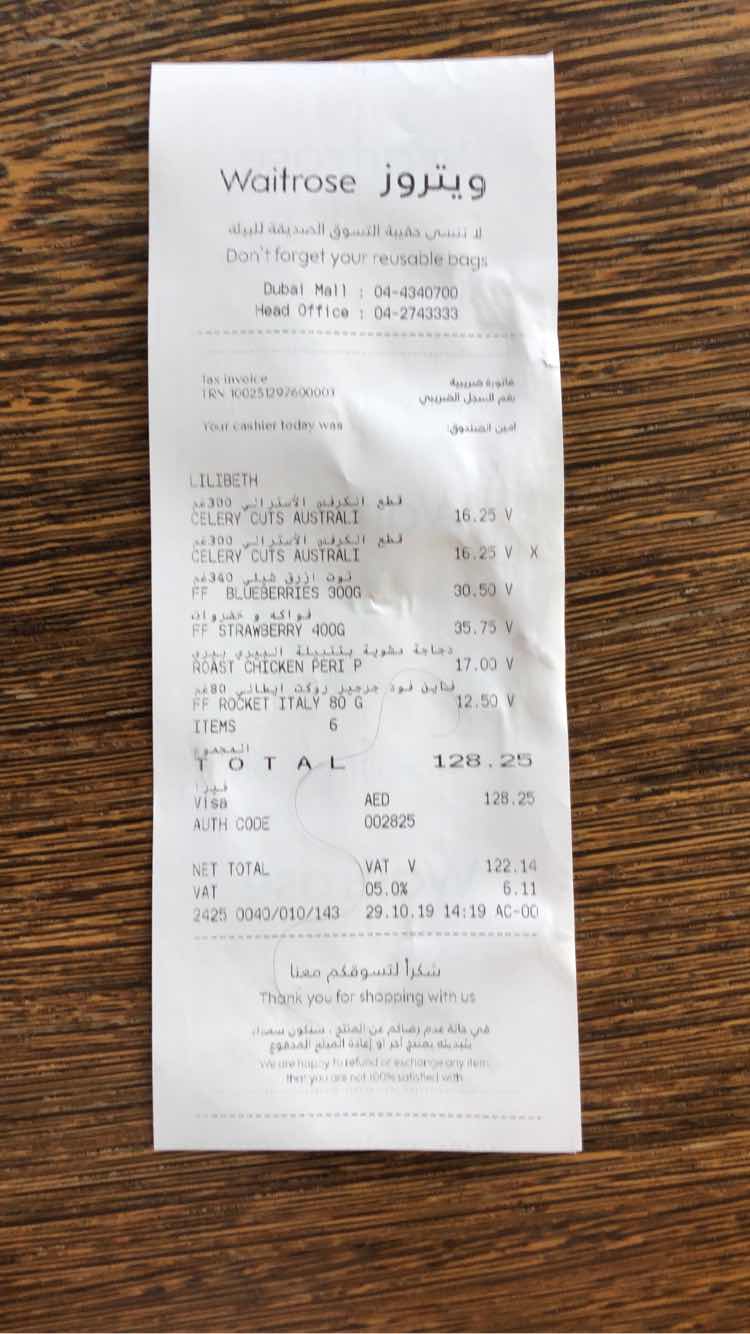 Waitrose ويتروز
لا تنسى حقيبة التسوق الصديقة للبيئة
Don't forget your reusable bags
Dubai Mall : 04-4340700
Head Office : 04-2743333
Tax invoice فاتورة ضريبية
TRN 100251297600003 رقم السجل الضريبي
Your cashier today was امين الصندوق:
LILIBETH
قطع الكرفس الأسترالي 300غم
CELERY CUTS AUSTRALI 16.25 V
قطع الكرفس الأسترالي 300غم
CELERY CUTS AUSTRALI 16.25 V X
توت ازرق شيلي 340غم
FF BLUEBERRIES 300G 30.50 V
فواكه و خضروات
FF STRAWBERRY 400G 35.75 V
دجاجة مشوية بتتبيلة البيري بيري
ROAST CHICKEN PERI P 17.00 V
فاين فود جرجير روكت ايطالي 80غم
FF ROCKET ITALY 80 G 12.50 V
ITEMS 6
المجموع
TOTAL 128.25
فيزا
Visa AED 128.25
AUTH CODE 002825
NET TOTAL VAT V 122.14
VAT 05.0% 6.11
2425 0040/010/143 29.10.19 14:19 AC-00
شكراً لتسوقكم معنا
Thank you for shopping with us
في حالة عدم رضائكم عن المنتج ، سنكون سعداء
بتبديله بمنتج آخر او إعادة المبلغ المدفوع
We are happy to refund or exchange any item
that you are not 100% satisfied with